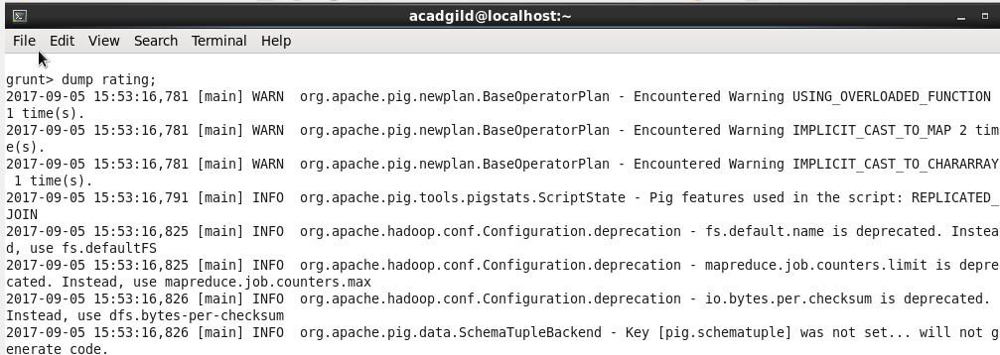 acadgild@localhost:~
File Edit View Search Terminal Help
grunt> dump rating;
2017-09-05 15:53:16,781 [main] WARN  org.apache.pig.newplan.BaseOperatorPlan - Encountered Warning USING_OVERLOADED_FUNCTION
1 time(s).
2017-09-05 15:53:16,781 [main] WARN  org.apache.pig.newplan.BaseOperatorPlan - Encountered Warning IMPLICIT_CAST_TO_MAP 2 tim
e(s).
2017-09-05 15:53:16,781 [main] WARN  org.apache.pig.newplan.BaseOperatorPlan - Encountered Warning IMPLICIT_CAST_TO_CHARARRAY
 1 time(s).
2017-09-05 15:53:16,791 [main] INFO  org.apache.pig.tools.pigstats.ScriptState - Pig features used in the script: REPLICATED_
JOIN
2017-09-05 15:53:16,825 [main] INFO  org.apache.hadoop.conf.Configuration.deprecation - fs.default.name is deprecated. Instea
d, use fs.defaultFS
2017-09-05 15:53:16,825 [main] INFO  org.apache.hadoop.conf.Configuration.deprecation - mapreduce.job.counters.limit is depre
cated. Instead, use mapreduce.job.counters.max
2017-09-05 15:53:16,826 [main] INFO  org.apache.hadoop.conf.Configuration.deprecation - io.bytes.per.checksum is deprecated.
Instead, use dfs.bytes-per-checksum
2017-09-05 15:53:16,826 [main] INFO  org.apache.pig.data.SchemaTupleBackend - Key [pig.schematuple] was not set... will not g
enerate code.